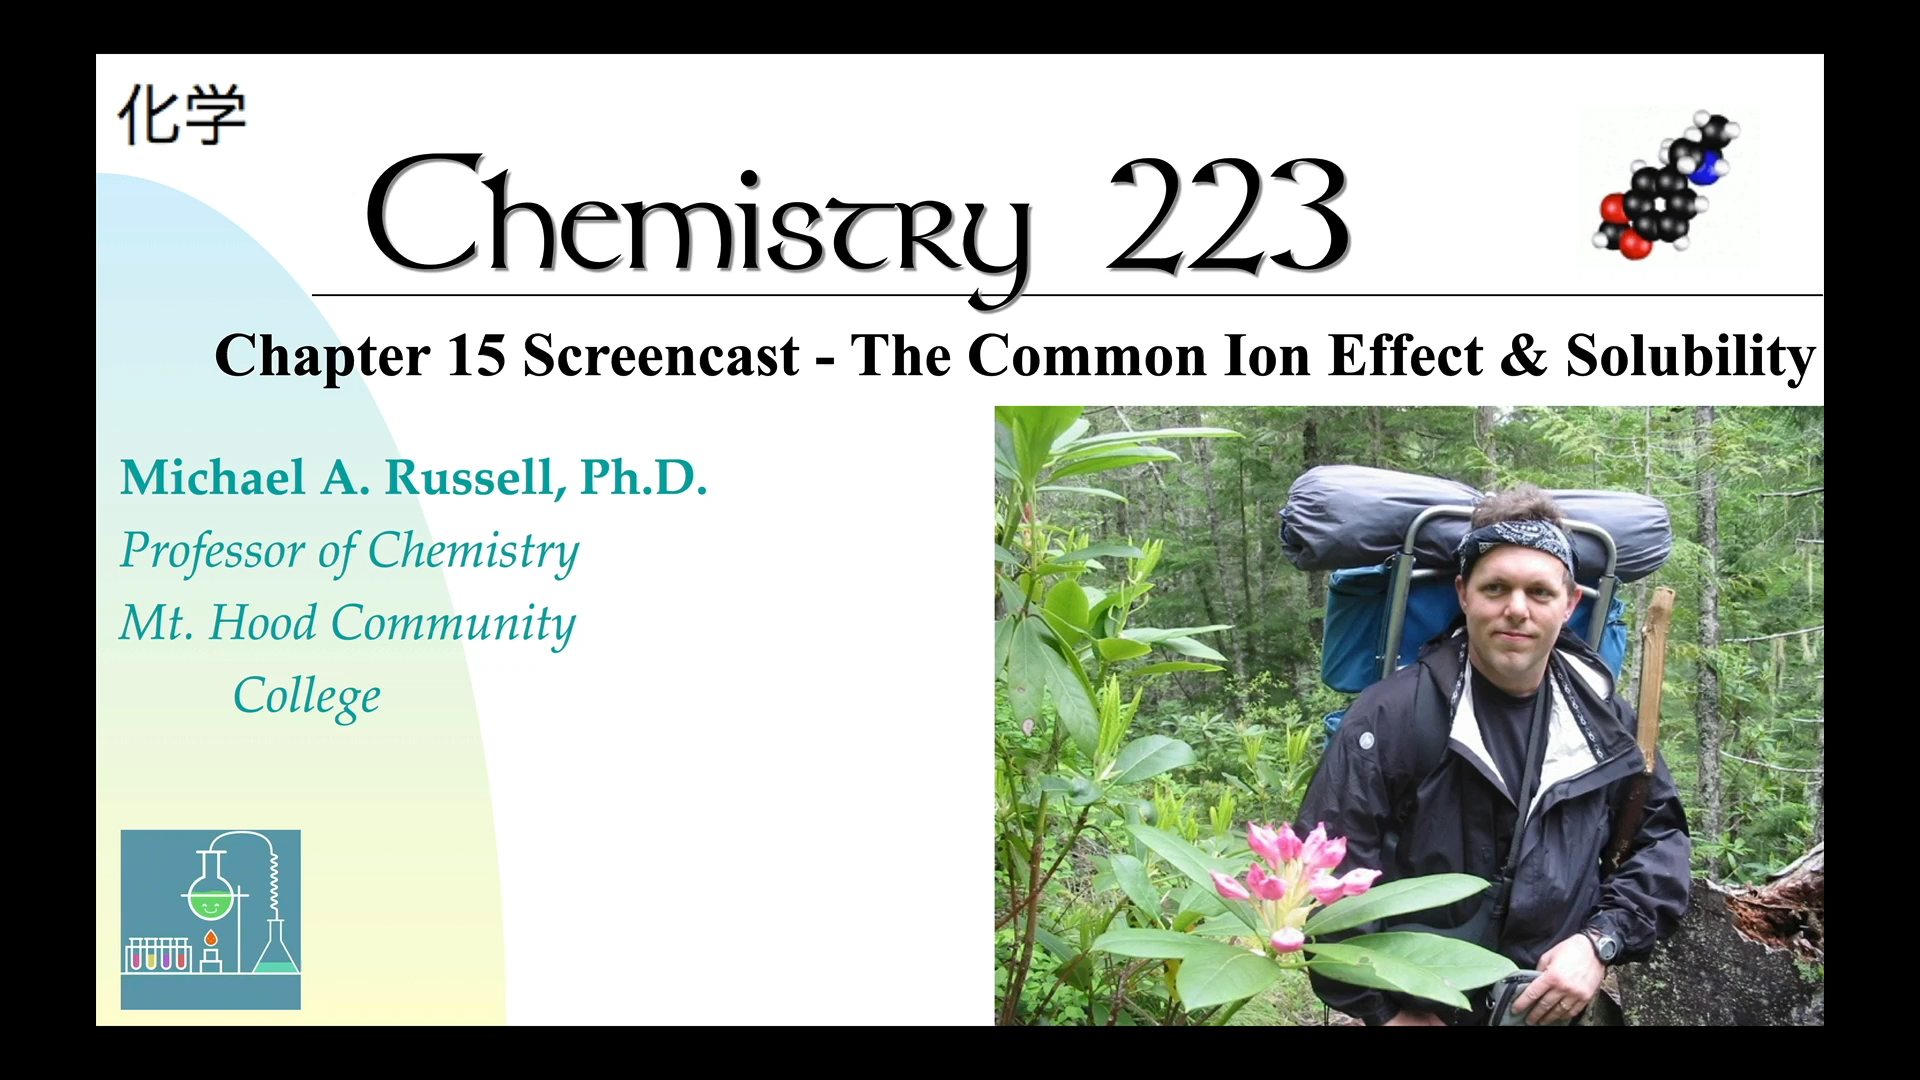 化学
Chemistry 223
Chapter 15 Screencast - The Common Ion Effect & Solubility
Michael A. Russell, Ph.D.
Professor of Chemistry
Mt. Hood Community
College